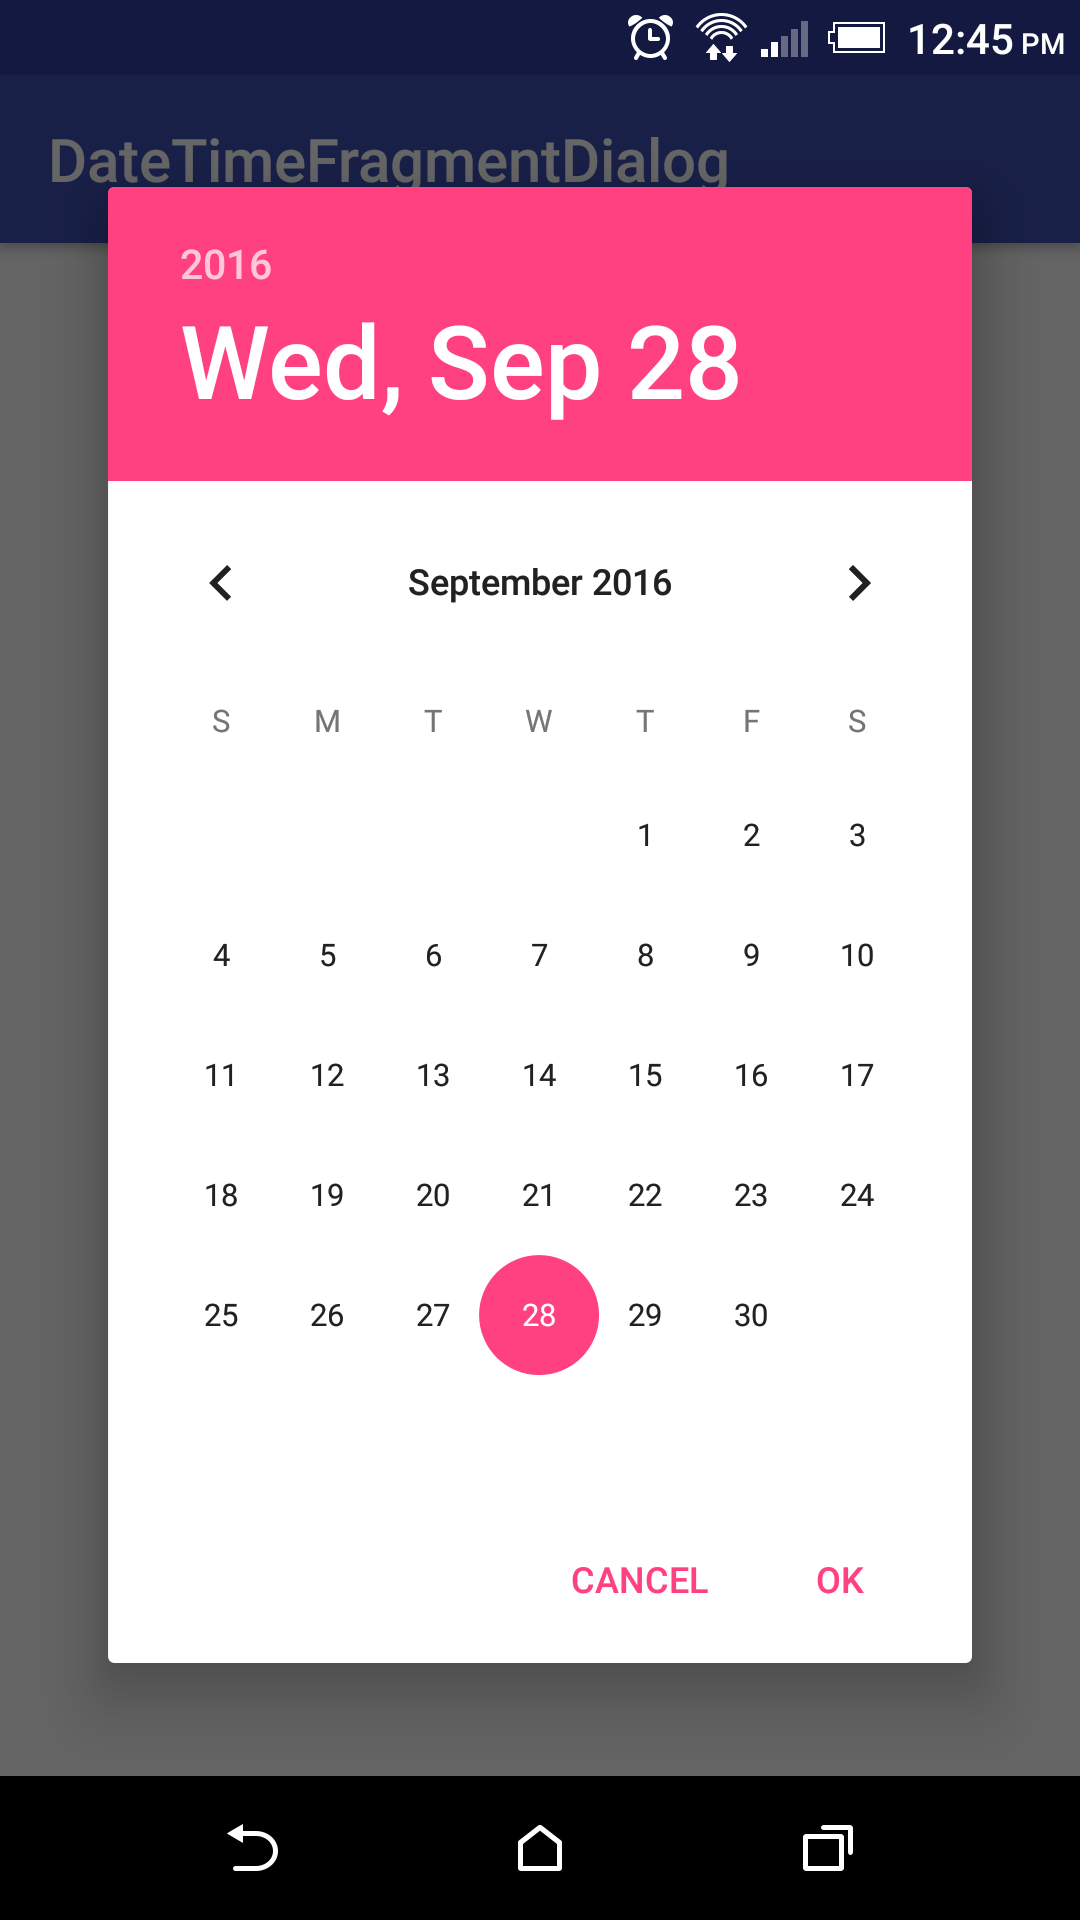 12:45 PM
DateTimeFragmentDialog
2016
Wed, Sep 28
September 2016
S M T W T F S
1 2 3
4 5 6 7 8 9 10
11 12 13 14 15 16 17
18 19 20 21 22 23 24
25 26 27 28 29 30
CANCEL OK